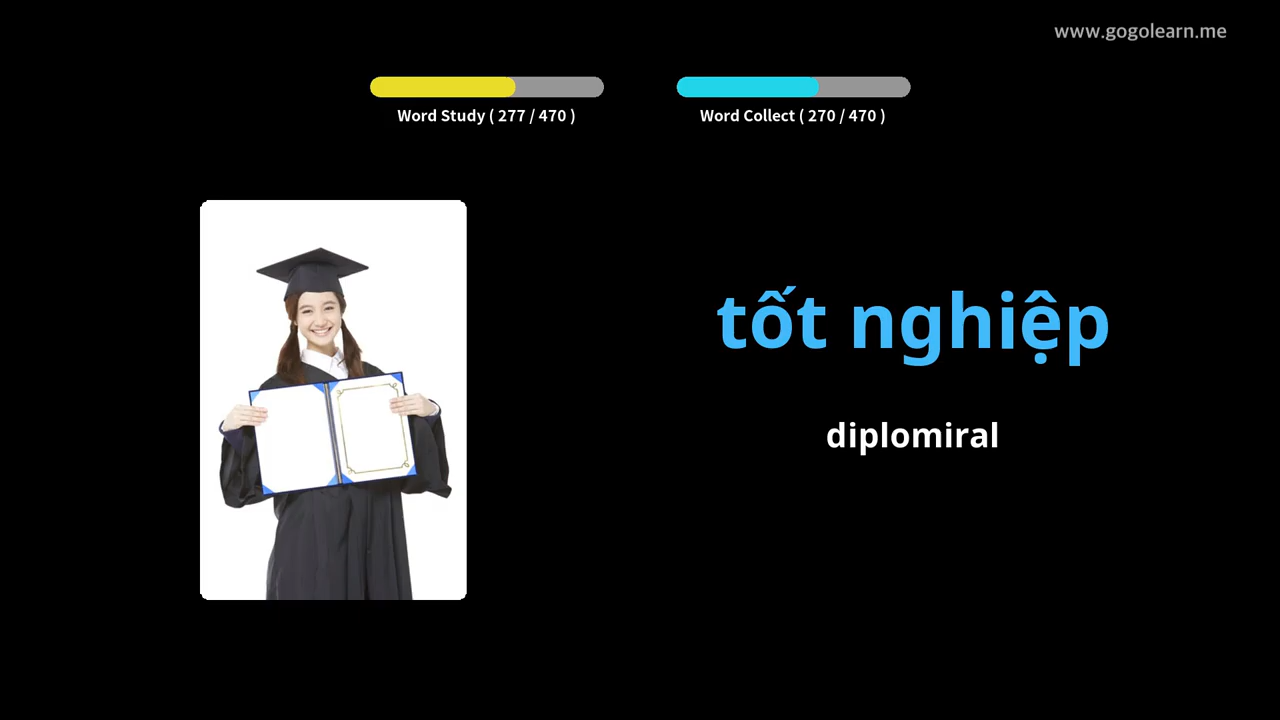 www.gogolearn.me
Word Study ( 277 / 470 )
Word Collect ( 270 / 470 )
tốt nghiệp
diplomiral